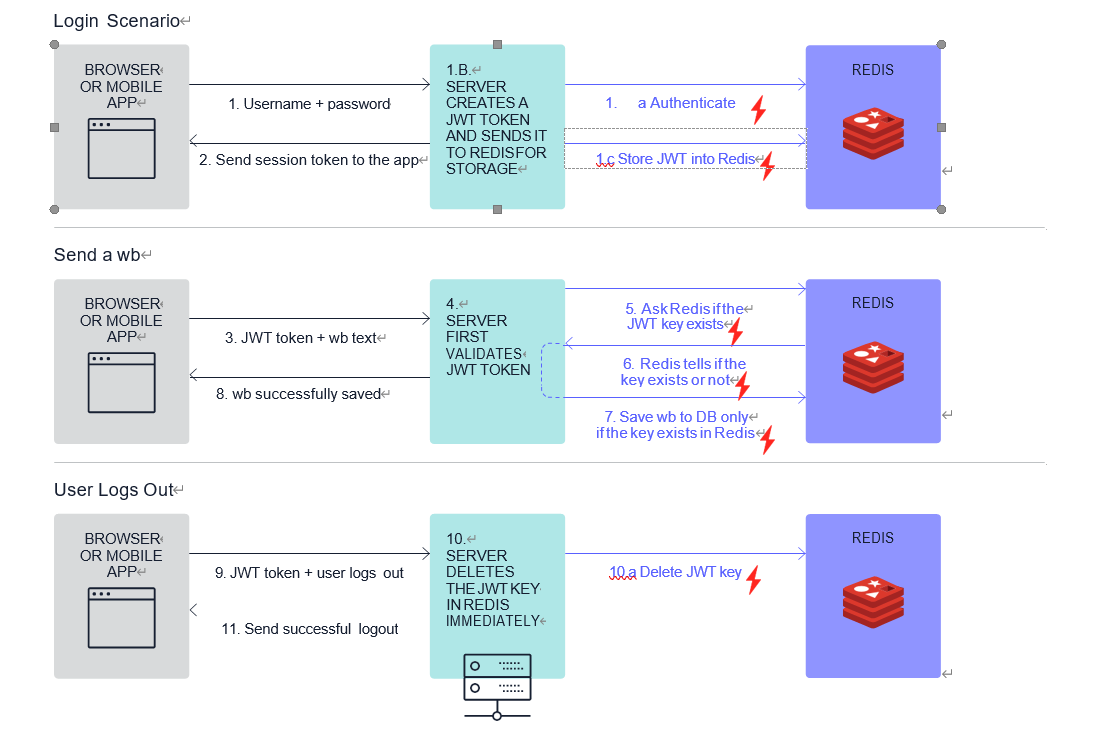 Login Scenario
BROWSER
OR MOBILE
APP
1. Username + password
2. Send session token to the app
1.B.
SERVER
CREATES A
JWT TOKEN
AND SENDS IT
TO REDIS FOR
STORAGE
1. a Authenticate
1.c Store JWT into Redis
REDIS
Send a wb
BROWSER
OR MOBILE
APP
3. JWT token + wb text
8. wb successfully saved
4.
SERVER
FIRST
VALIDATES
JWT TOKEN
5. Ask Redis if the
JWT key exists
6. Redis tells if the
key exists or not
7. Save wb to DB only
if the key exists in Redis
REDIS
User Logs Out
BROWSER
OR MOBILE
APP
9. JWT token + user logs out
11. Send successful logout
10.
SERVER
DELETES
THE JWT KEY
IN REDIS
IMMEDIATELY
10.a Delete JWT key
REDIS